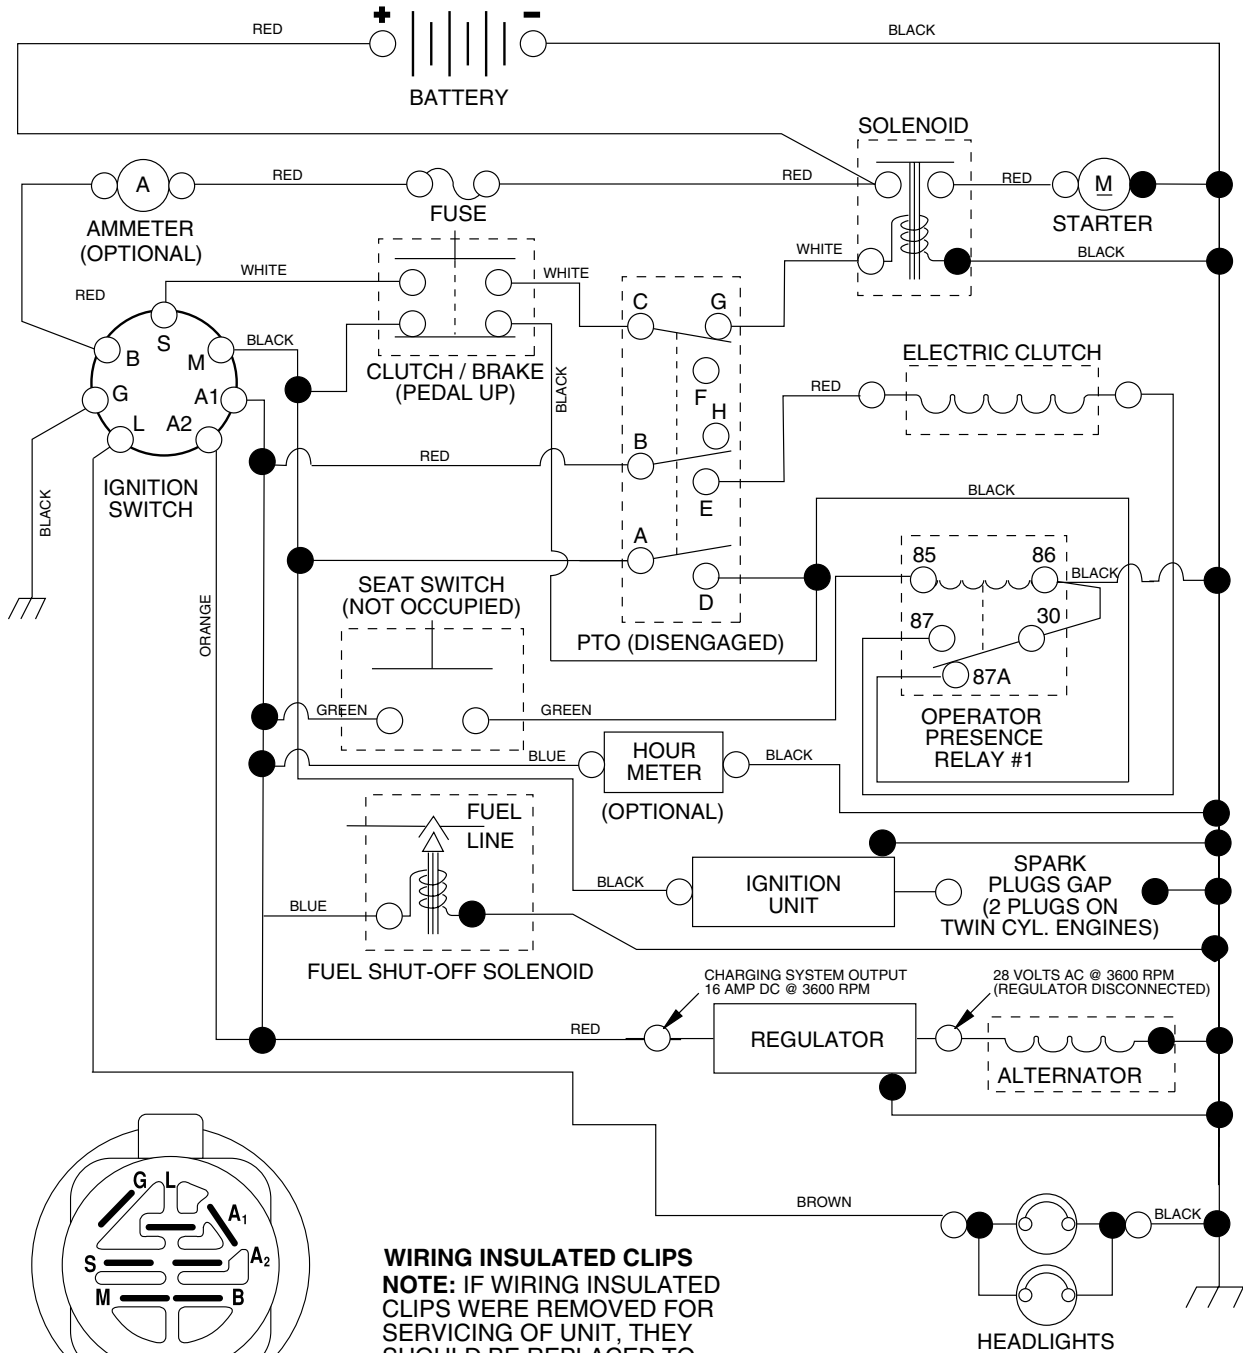 +
−
RED
BLACK
BATTERY
SOLENOID
A
RED
RED
RED
M
FUSE
STARTER
AMMETER
(OPTIONAL)
WHITE
BLACK
WHITE
WHITE
RED
C
G
S
B
M
BLACK
ELECTRIC CLUTCH
CLUTCH / BRAKE
(PEDAL UP)
BLACK
RED
F
G
A1
H
L
A2
B
RED
IGNITION
SWITCH
BLACK
E
BLACK
A
85
86
BLACK
SEAT SWITCH
(NOT OCCUPIED)
D
ORANGE
87
30
PTO (DISENGAGED)
87A
GREEN
GREEN
OPERATOR
PRESENCE
RELAY #1
BLUE
HOUR
METER
BLACK
(OPTIONAL)
FUEL
LINE
BLACK
IGNITION
UNIT
SPARK
PLUGS GAP
(2 PLUGS ON
TWIN CYL. ENGINES)
BLUE
FUEL SHUT-OFF SOLENOID
CHARGING SYSTEM OUTPUT
16 AMP DC @ 3600 RPM
28 VOLTS AC @ 3600 RPM
(REGULATOR DISCONNECTED)
RED
REGULATOR
ALTERNATOR
G
L
A1
A2
S
M
B
BROWN
BLACK
WIRING INSULATED CLIPS
NOTE: IF WIRING INSULATED
CLIPS WERE REMOVED FOR
SERVICING OF UNIT, THEY
SHOULD BE REPLACED TO
HEADLIGHTS